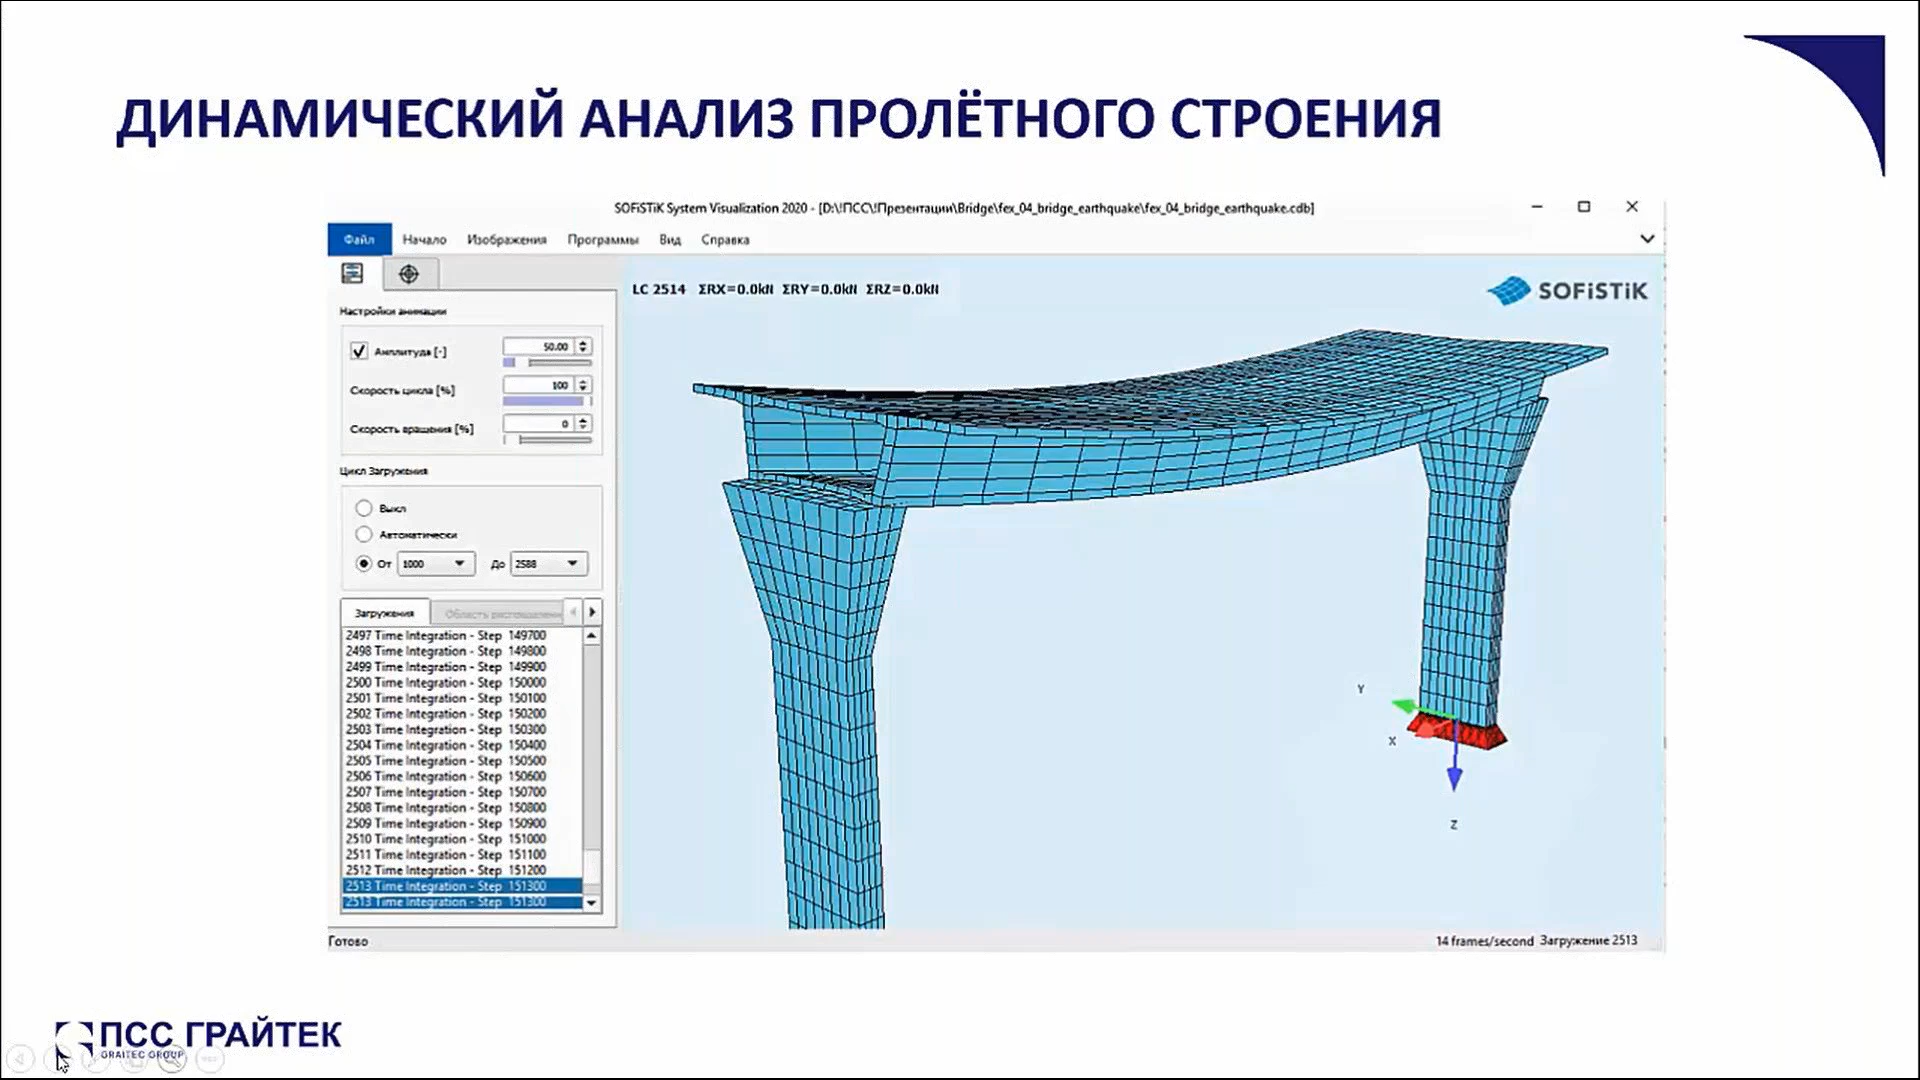 ДИНАМИЧЕСКИЙ АНАЛИЗ ПРОЛЁТНОГО СТРОЕНИЯ
SOFiSTiK System Visualization 2020 - [D:\!ПСС\!Презентации\Bridge\fex_04_bridge_earthquake\fex_04_bridge_earthquake.cdb]
Файл Начало Изображения Программы Вид Справка
LC 2514 ΣRX=0.0kN ΣRY=0.0kN ΣRZ=0.0kN
SOFiSTiK
Настройки анимации
Амплитуда [-] 50.00
Скорость цикла [%] 100
Скорость вращения [%] 0
Цикл Загружения
Выкл
Автоматически
От 1000 До 2588
Загружения
2497 Time Integration - Step 149700
2498 Time Integration - Step 149800
2499 Time Integration - Step 149900
2500 Time Integration - Step 150000
2501 Time Integration - Step 150100
2502 Time Integration - Step 150200
2503 Time Integration - Step 150300
2504 Time Integration - Step 150400
2505 Time Integration - Step 150500
2506 Time Integration - Step 150600
2507 Time Integration - Step 150700
2508 Time Integration - Step 150800
2509 Time Integration - Step 150900
2510 Time Integration - Step 151000
2511 Time Integration - Step 151100
2512 Time Integration - Step 151200
2513 Time Integration - Step 151300
2513 Time Integration - Step 151300
Y
X
Z
Готово
14 frames/second Загружение 2513
ПСС ГРАЙТЕК
GRAITEC GROUP